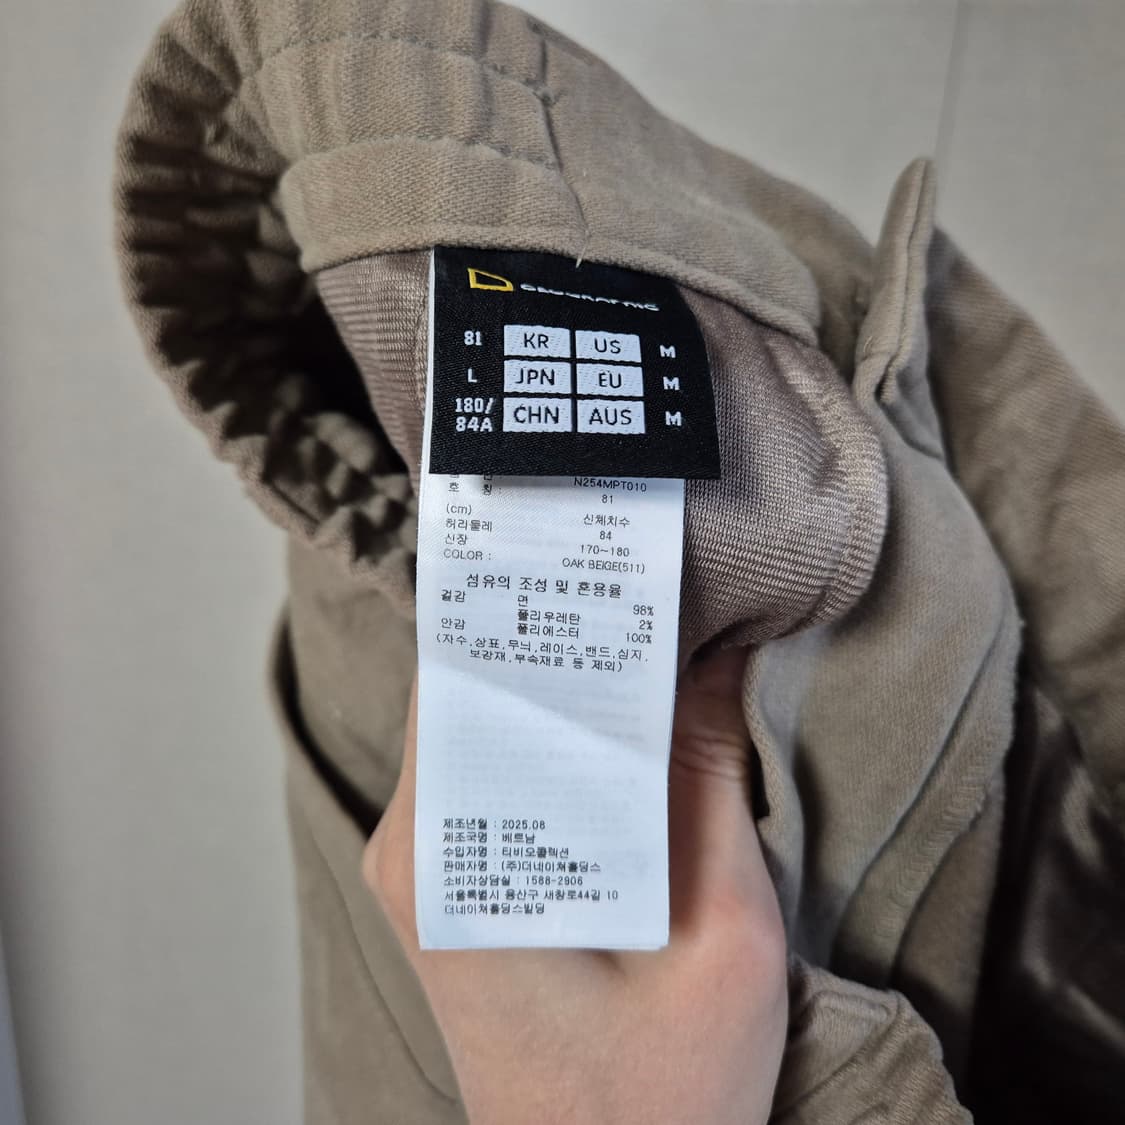 GEOGRAPHIC
81 KR US M
L JPN EU M
180/84A CHN AUS M
N254MPT010
호 칭 : 81
(cm) 신체치수
허리둘레 84
신장 170~180
COLOR : OAK BEIGE(511)
섬유의 조성 및 혼용율
겉감 면 98%
폴리우레탄 2%
안감 폴리에스터 100%
(자수,상표,무늬,레이스,밴드,심지,
보강재,부속재료 등 제외)
제조년월 : 2025.08
제조국명 : 베트남
수입자명 : 티비오콜렉션
판매자명 : (주)더네이쳐홀딩스
소비자상담실 : 1588-2906
서울특별시 용산구 새창로44길 10
더네이쳐홀딩스빌딩